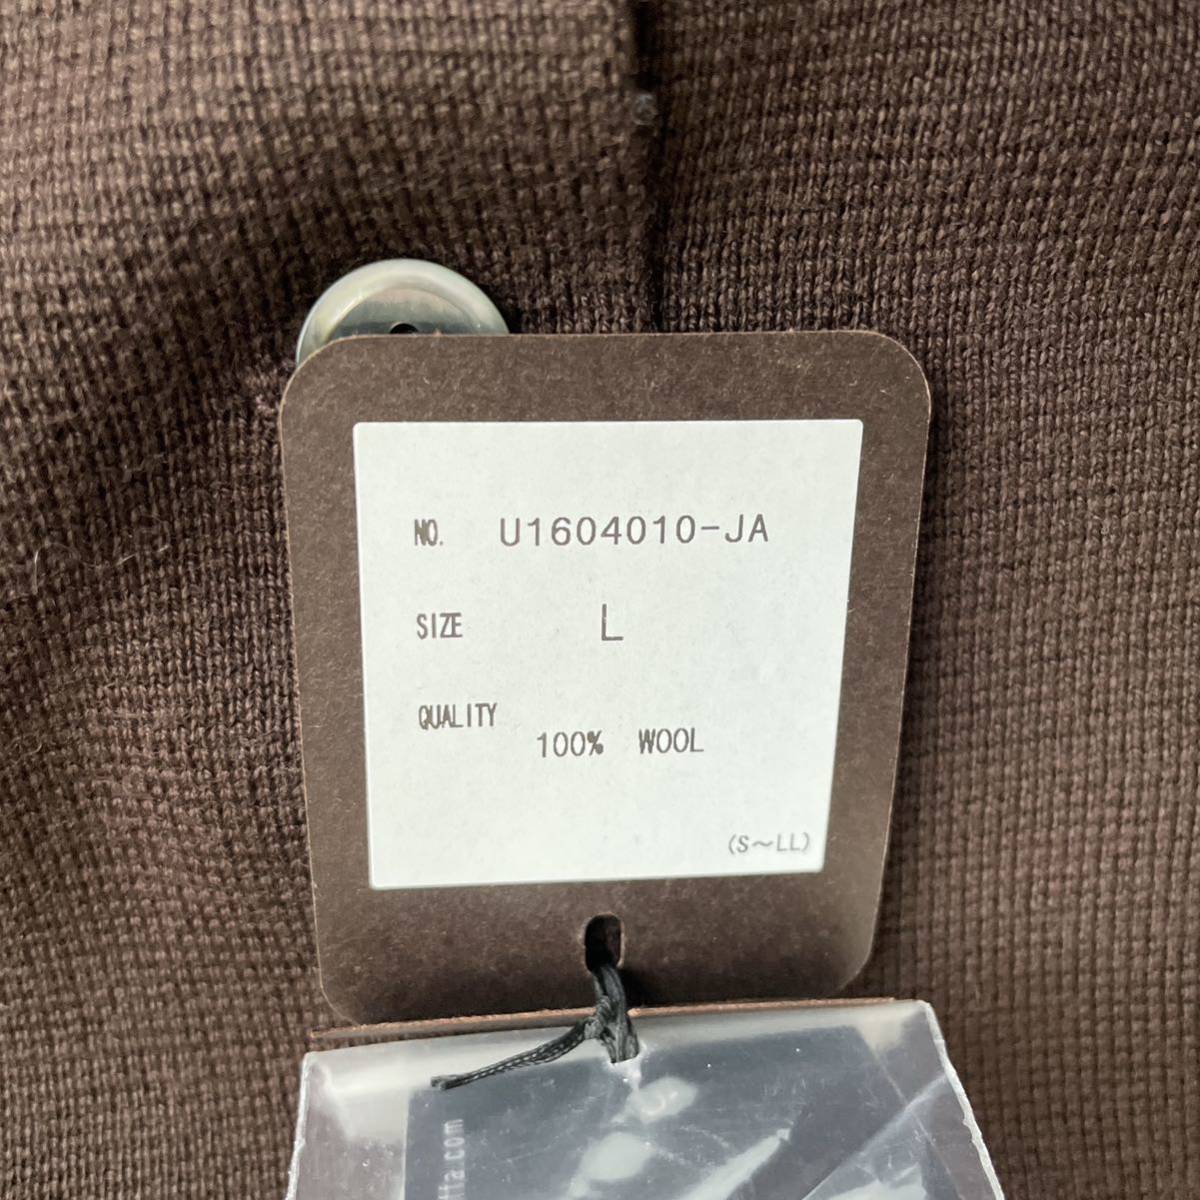 NO. U1604010-JA
SIZE L
QUALITY
100% WOOL
(S~LL)